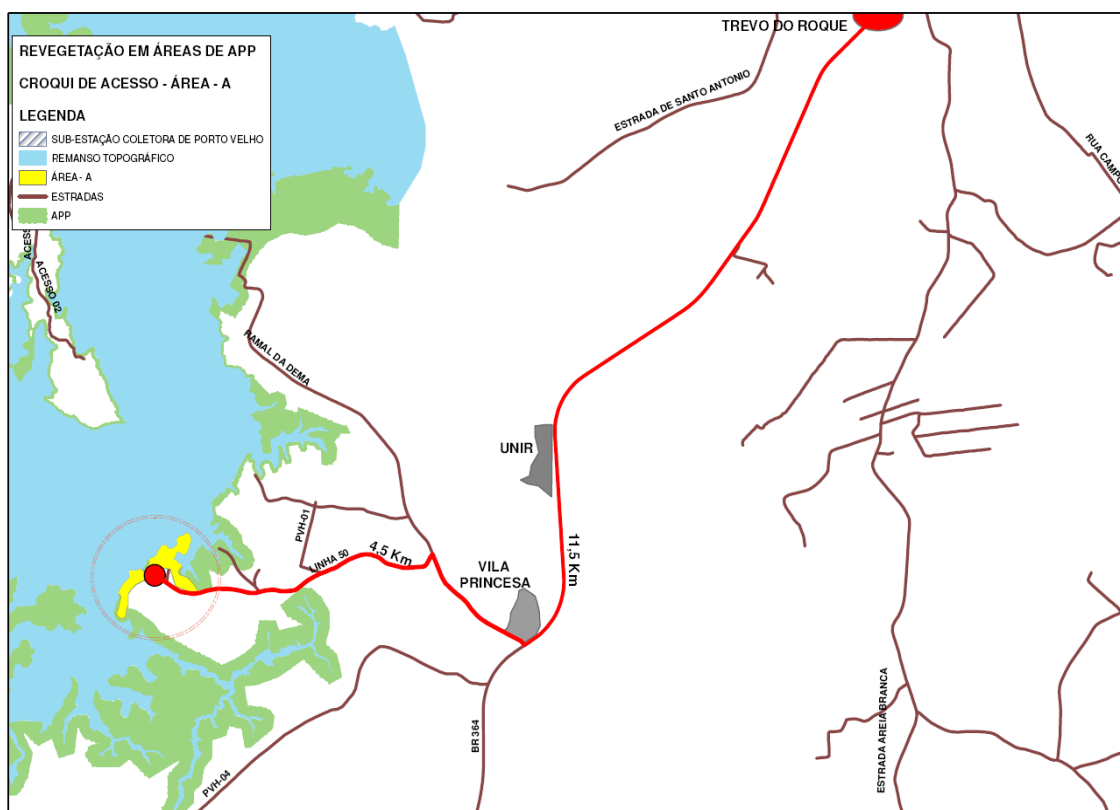 TREVO DO ROQUE
REVEGETAÇÃO EM ÁREAS DE APP
CROQUI DE ACESSO - ÁREA - A
LEGENDA
SUB-ESTAÇÃO COLETORA DE PORTO VELHO
REMANSO TOPOGRÁFICO
ÁREA - A
ESTRADAS
APP
ESTRADA DE SANTO ANTONIO
RUA CAMPO
ACESS
ACESSO 02
RAMAL DA DEMA
UNIR
PVH-01
LINHA 50
4,5 Km
11,5 Km
VILA
PRINCESA
BR 364
PVH-04
ESTRADA AREIA BRANCA